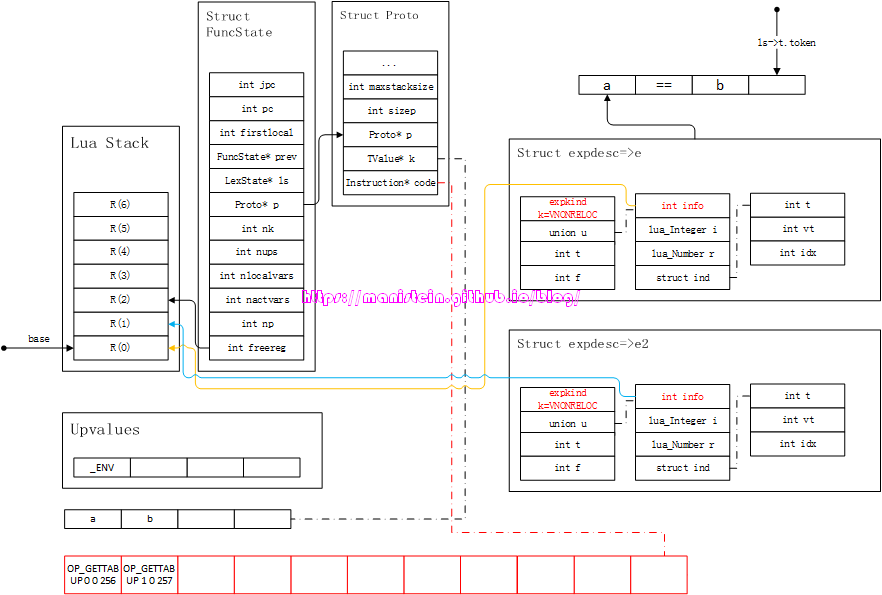 Struct
FuncState
int jpc
int pc
int firstlocal
FuncState* prev
LexState* ls
Proto* p
int nk
int nups
int nlocalvars
int nactvars
int np
int freereg
Struct Proto
...
int maxstacksize
int sizep
Proto* p
TValue* k
Instruction* code
ls->t.token
a == b
Lua Stack
R(6)
R(5)
R(4)
R(3)
R(2)
R(1)
R(0)
base
Struct expdesc=>e
expkind
k=VNONRELOC
union u
int t
int f
int info
lua_Integer i
lua_Number r
struct ind
int t
int vt
int idx
https://manistein.github.io/blog/
Struct expdesc=>e2
expkind
k=VNONRELOC
union u
int t
int f
int info
lua_Integer i
lua_Number r
struct ind
int t
int vt
int idx
Upvalues
_ENV
a b
OP_GETTAB
UP 0 0 256
OP_GETTAB
UP 1 0 257